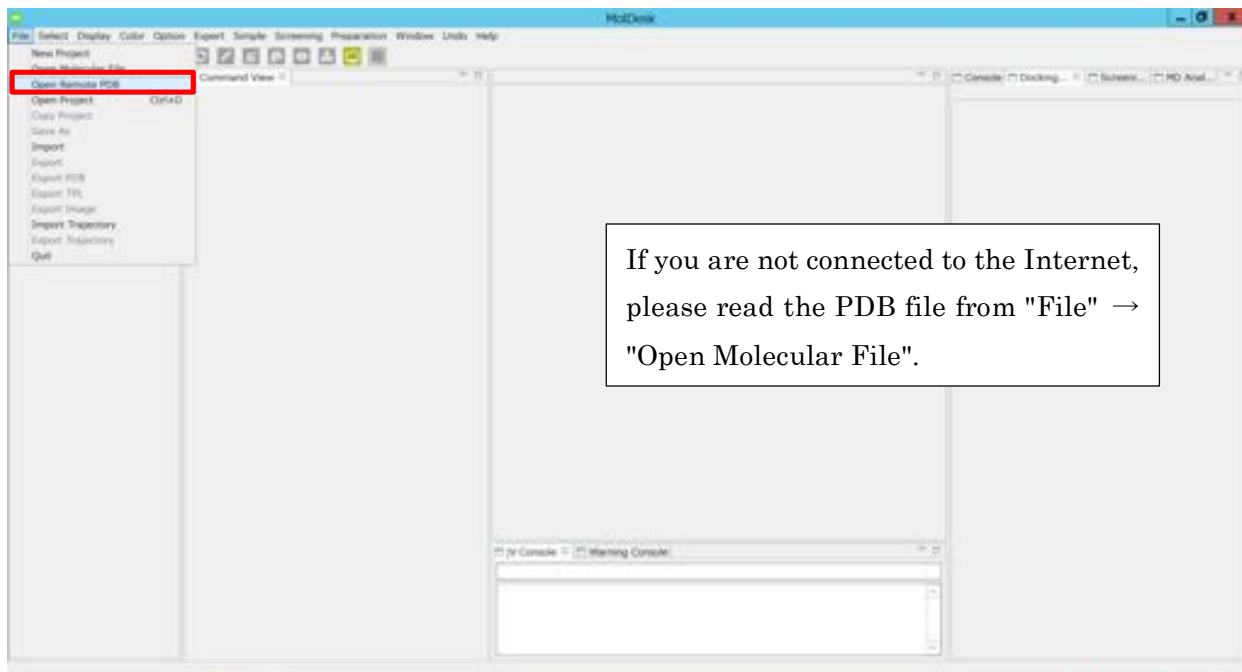 MolDesk
File Select Display Color Option Expert Simple Screening Preparation Window Undo Help
New Project
Open Molecular File
Open Remote PDB
Open Project Ctrl+O
Copy Project
Save As
Import
Export
Export PDB
Export TPL
Export Image
Import Trajectory
Export Trajectory
Quit
Command View
Console Docking... Screeni... MD Anal...
If you are not connected to the Internet,
please read the PDB file from "File" →
"Open Molecular File".
jV Console Warning Console